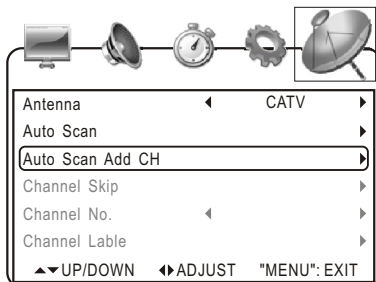 Antenna CATV
Auto Scan
Auto Scan Add CH
Channel Skip
Channel No.
Channel Lable
UP/DOWN ADJUST "MENU": EXIT